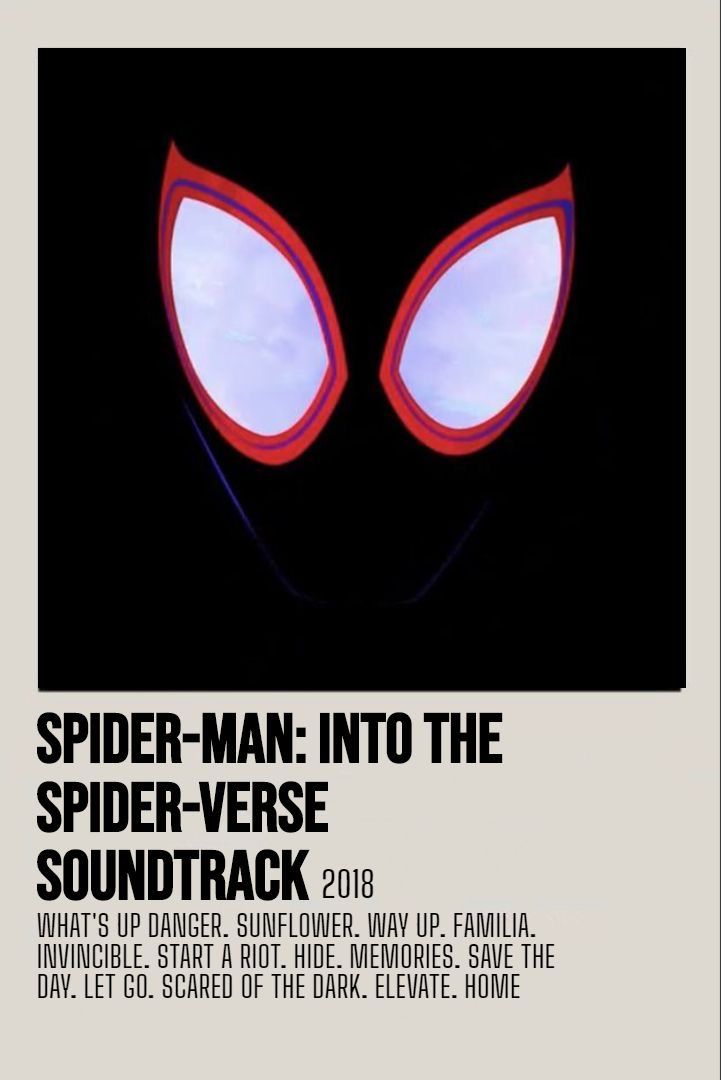 SPIDER-MAN: INTO THE
SPIDER-VERSE
SOUNDTRACK 2018
WHAT'S UP DANGER. SUNFLOWER. WAY UP. FAMILIA.
INVINCIBLE. START A RIOT. HIDE. MEMORIES. SAVE THE
DAY. LET GO. SCARED OF THE DARK. ELEVATE. HOME